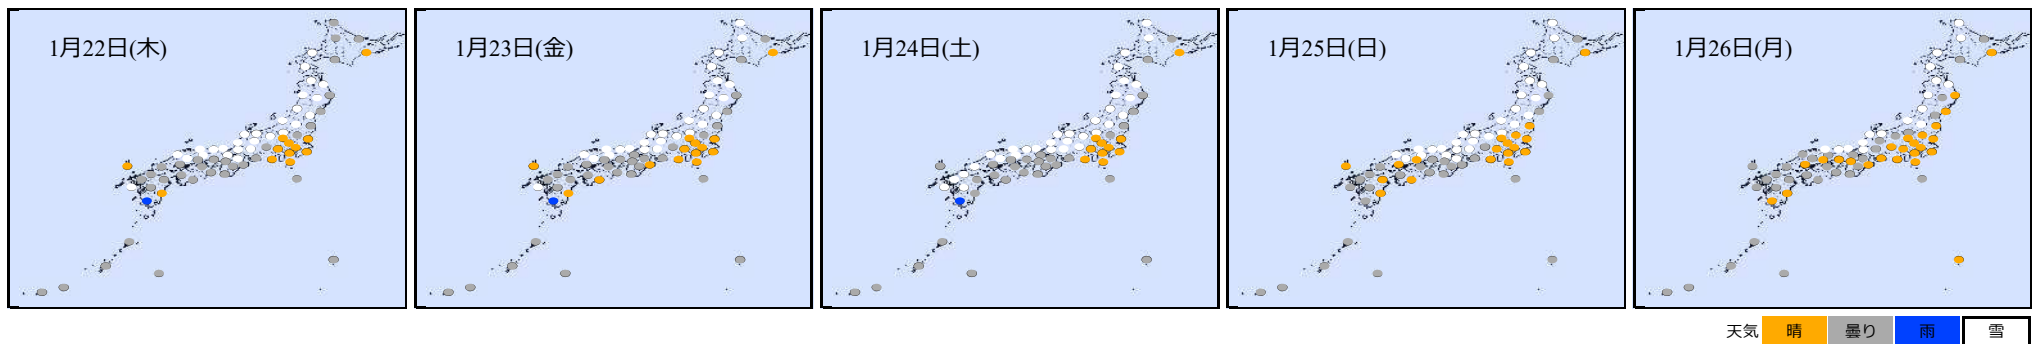 1月22日(木)
1月23日(金)
1月24日(土)
1月25日(日)
1月26日(月)
天気 晴 曇り 雨 雪